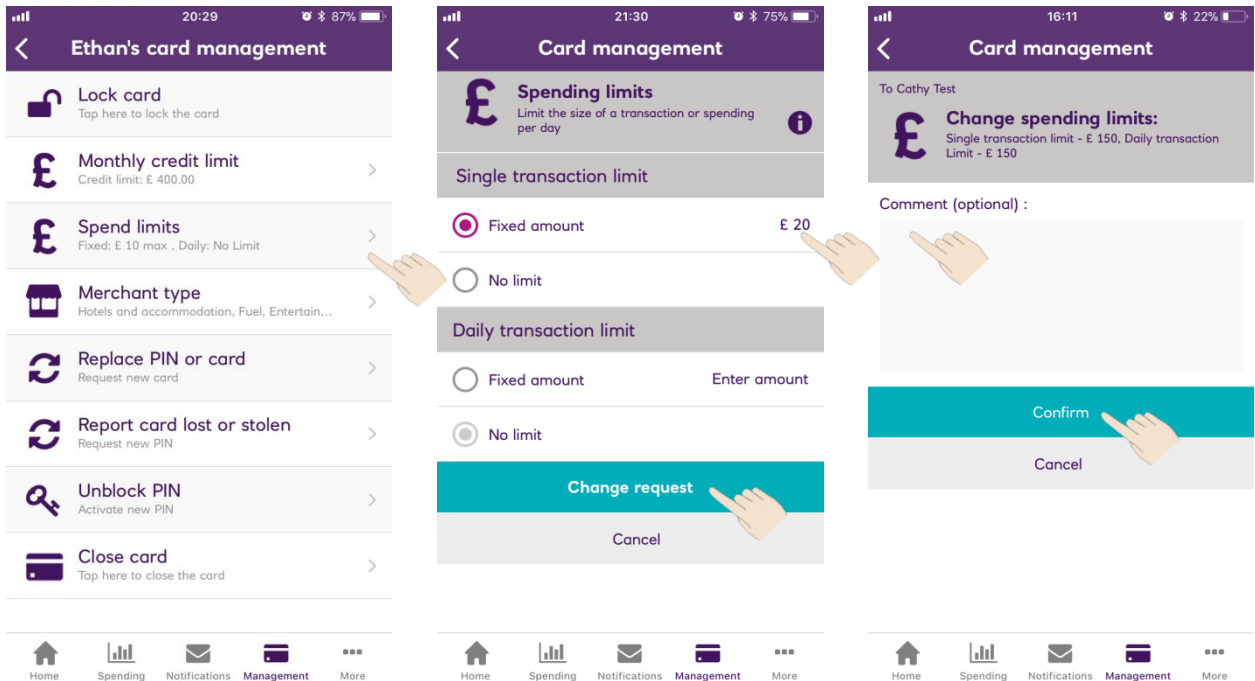 20:29
87%
Ethan's card management
Lock card
Tap here to lock the card
£
Monthly credit limit
Credit limit: £ 400.00
£
Spend limits
Fixed: £ 10 max , Daily: No Limit
Merchant type
Hotels and accommodation, Fuel, Entertain...
Replace PIN or card
Request new card
Report card lost or stolen
Request new PIN
Unblock PIN
Activate new PIN
Close card
Tap here to close the card
Home Spending Notifications Management More
21:30
75%
Card management
£
Spending limits
Limit the size of a transaction or spending
per day
i
Single transaction limit
Fixed amount £ 20
No limit
Daily transaction limit
Fixed amount Enter amount
No limit
Change request
Cancel
Home Spending Notifications Management More
16:11
22%
Card management
To Cathy Test
£
Change spending limits:
Single transaction limit - £ 150, Daily transaction
Limit - £ 150
Comment (optional) :
Confirm
Cancel
Home Spending Notifications Management More